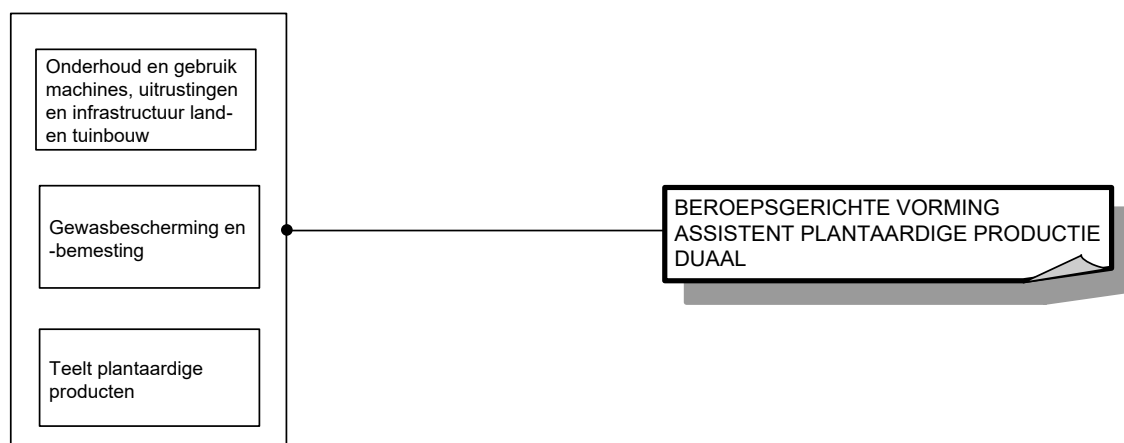 Onderhoud en gebruik
machines, uitrustingen
en infrastructuur land-
en tuinbouw
Gewasbescherming en
-bemesting
Teelt plantaardige
producten
BEROEPSGERICHTE VORMING
ASSISTENT PLANTAARDIGE PRODUCTIE
DUAAL